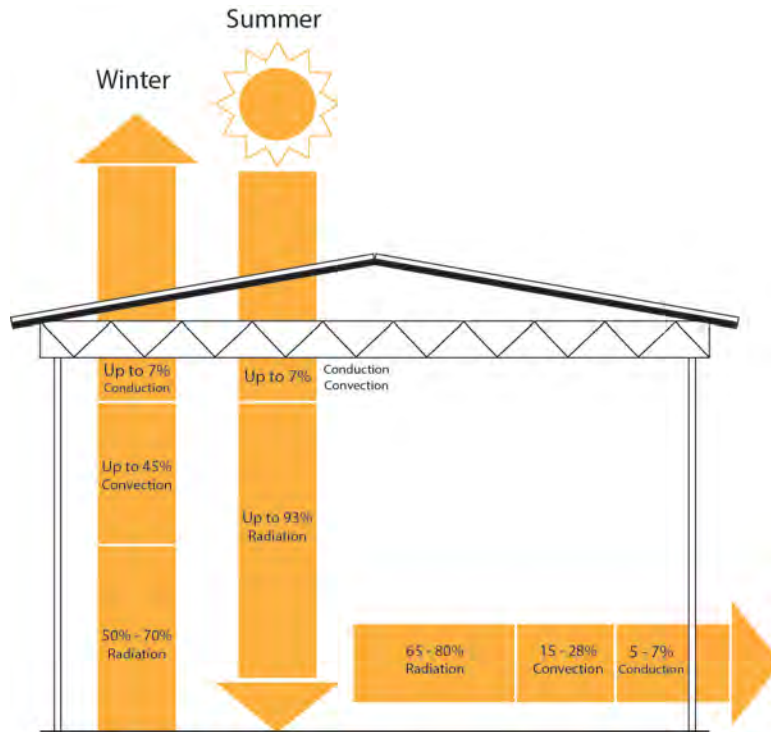 Summer
Winter
Up to 7%
Conduction
Up to 7%
Conduction
Convection
Up to 45%
Convection
Up to 93%
Radiation
50% - 70%
Radiation
65 - 80%
Radiation
15 - 28%
Convection
5 - 7%
Conduction